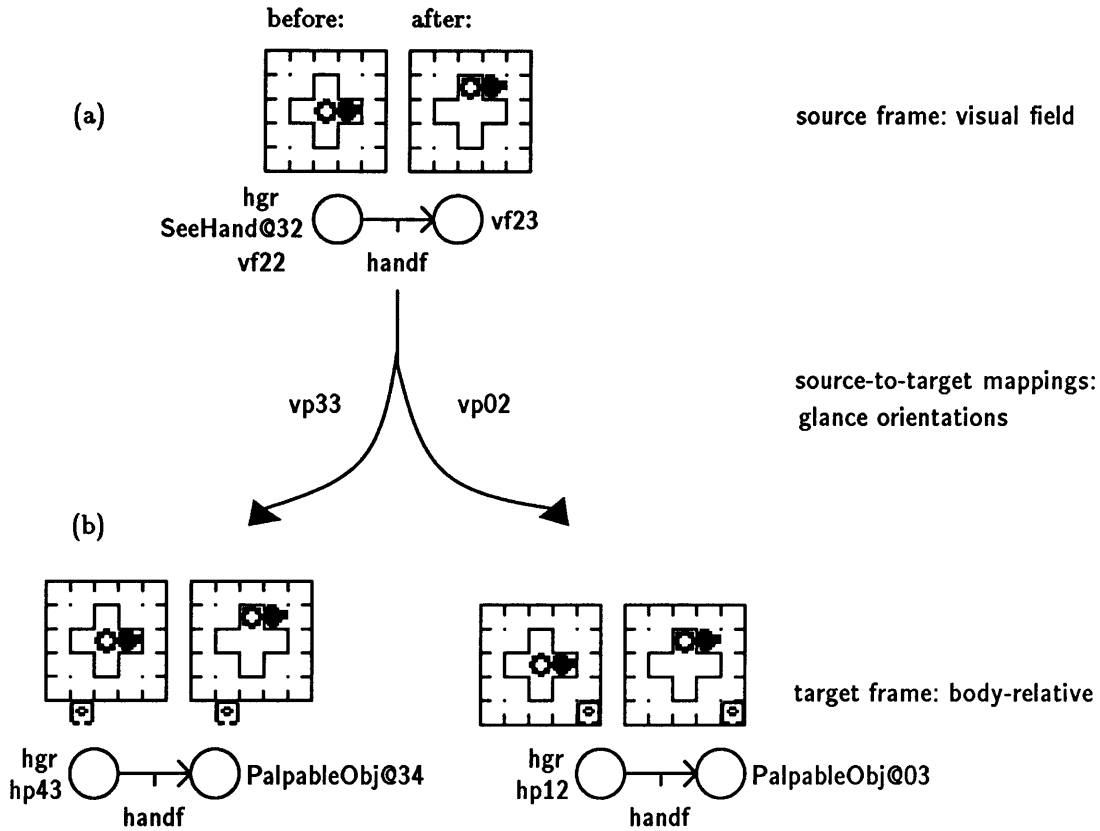 before: after:
(a)
source frame: visual field
hgr
SeeHand@32
vf22
vf23
handf
vp33
vp02
source-to-target mappings:
glance orientations
(b)
target frame: body-relative
hgr
hp43
PalpableObj@34
handf
hgr
hp12
PalpableObj@03
handf